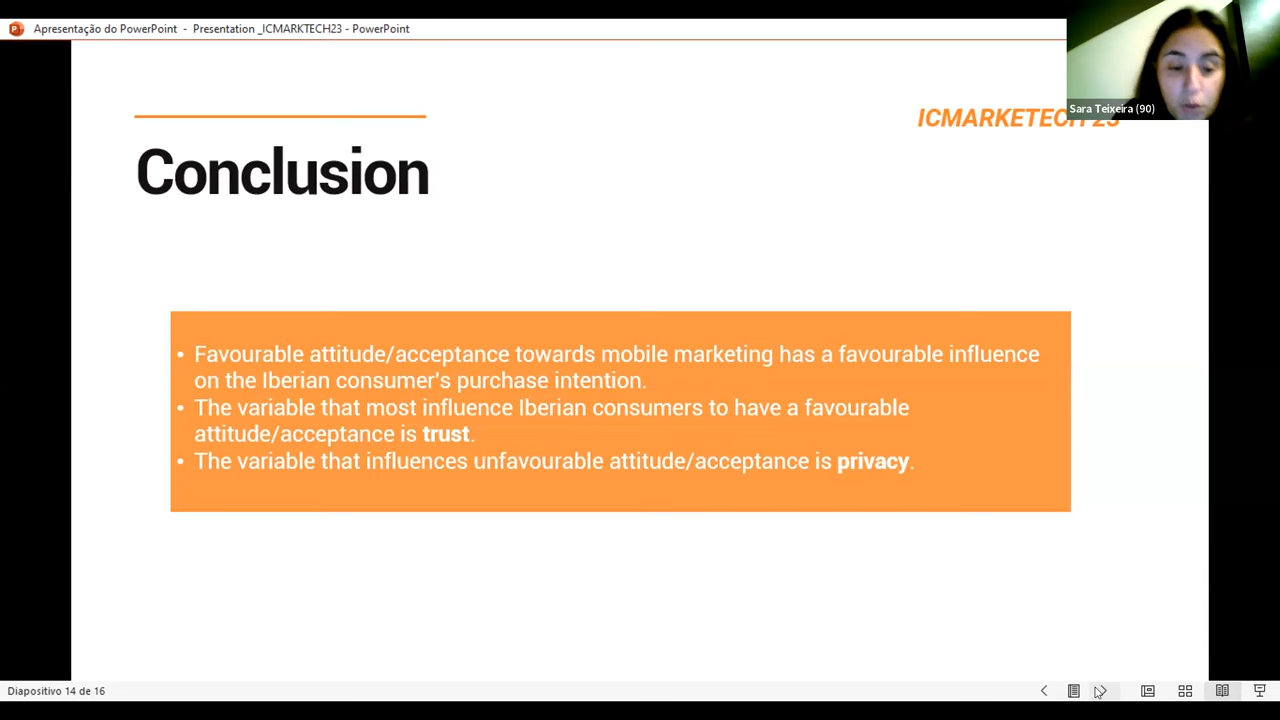 Apresentação do PowerPoint - Presentation _ICMARKTECH23 - PowerPoint
Sara Teixeira (90)
ICMARKETECH 23
Conclusion
• Favourable attitude/acceptance towards mobile marketing has a favourable influence
on the Iberian consumer's purchase intention.
• The variable that most influence Iberian consumers to have a favourable
attitude/acceptance is trust.
• The variable that influences unfavourable attitude/acceptance is privacy.
Diapositivo 14 de 16